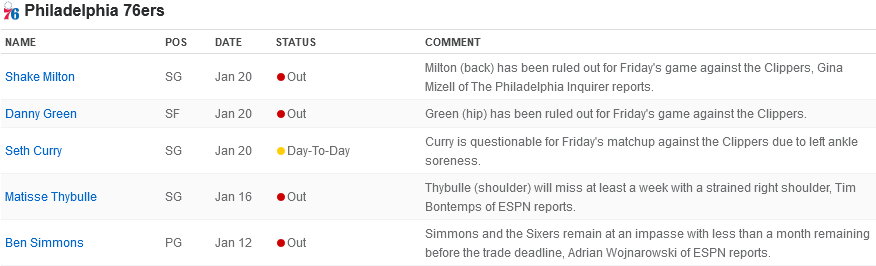 76 Philadelphia 76ers
NAME POS DATE STATUS COMMENT
Shake Milton SG Jan 20 Out Milton (back) has been ruled out for Friday's game against the Clippers, Gina
Mizell of The Philadelphia Inquirer reports.
Danny Green SF Jan 20 Out Green (hip) has been ruled out for Friday's game against the Clippers.
Seth Curry SG Jan 20 Day-To-Day Curry is questionable for Friday's matchup against the Clippers due to left ankle
soreness.
Matisse Thybulle SG Jan 16 Out Thybulle (shoulder) will miss at least a week with a strained right shoulder, Tim
Bontemps of ESPN reports.
Ben Simmons PG Jan 12 Out Simmons and the Sixers remain at an impasse with less than a month remaining
before the trade deadline, Adrian Wojnarowski of ESPN reports.